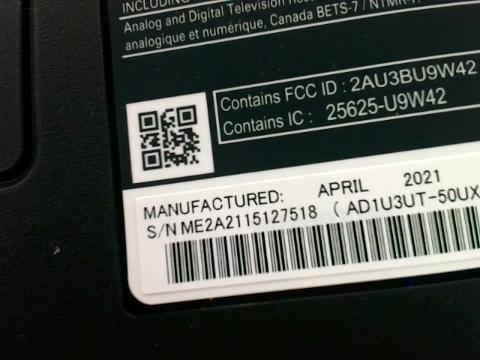 INCLUDING
Analog and Digital Television
analogique et numérique, Canada BETS-7 / NTMR-
Contains FCC ID : 2AU3BU9W42
Contains IC : 25625-U9W42
MANUFACTURED: APRIL 2021
S/N ME2A2115127518 ( AD1U3UT-50UX